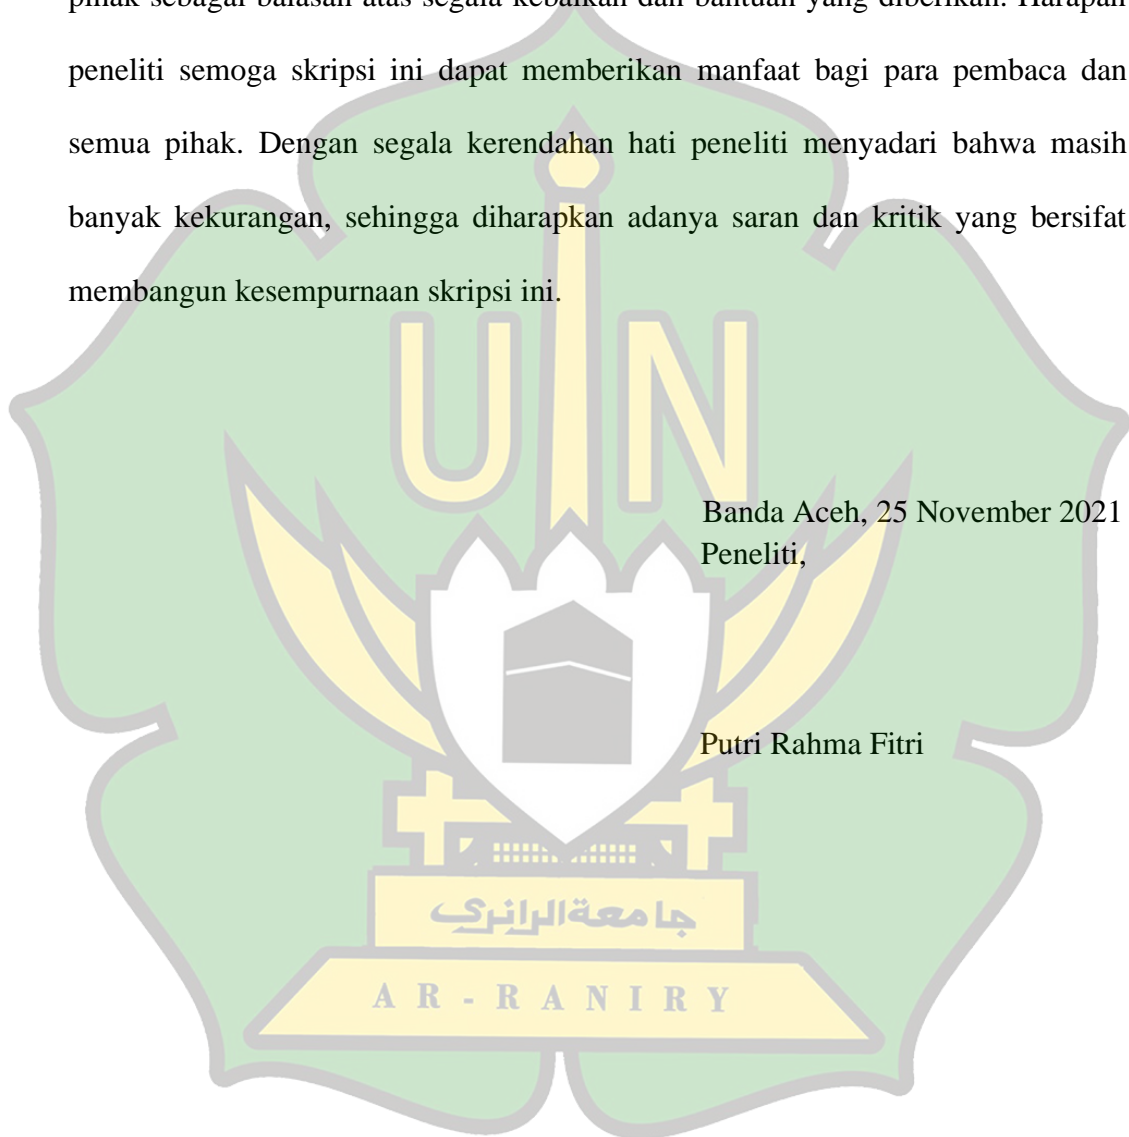 pihak sebagai balasan atas segala kebaikan dan bantuan yang diberikan. Harapan
peneliti semoga skripsi ini dapat memberikan manfaat bagi para pembaca dan
semua pihak. Dengan segala kerendahan hati peneliti menyadari bahwa masih
banyak kekurangan, sehingga diharapkan adanya saran dan kritik yang bersifat
membangun kesempurnaan skripsi ini.
UIN
Banda Aceh, 25 November 2021
Peneliti,
Putri Rahma Fitri
جامعة الرانري
AR-RANIRY